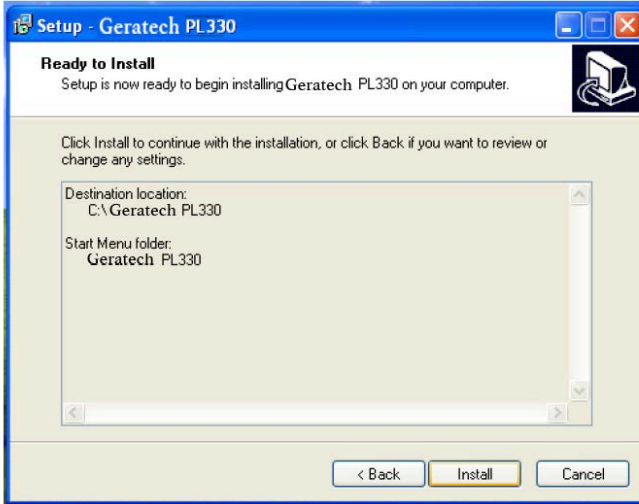 Setup - Geratech PL330
Ready to Install
Setup is now ready to begin installing Geratech PL330 on your computer.
Click Install to continue with the installation, or click Back if you want to review or
change any settings.
Destination location:
C:\Geratech PL330
Start Menu folder:
Geratech PL330
< Back
Install
Cancel